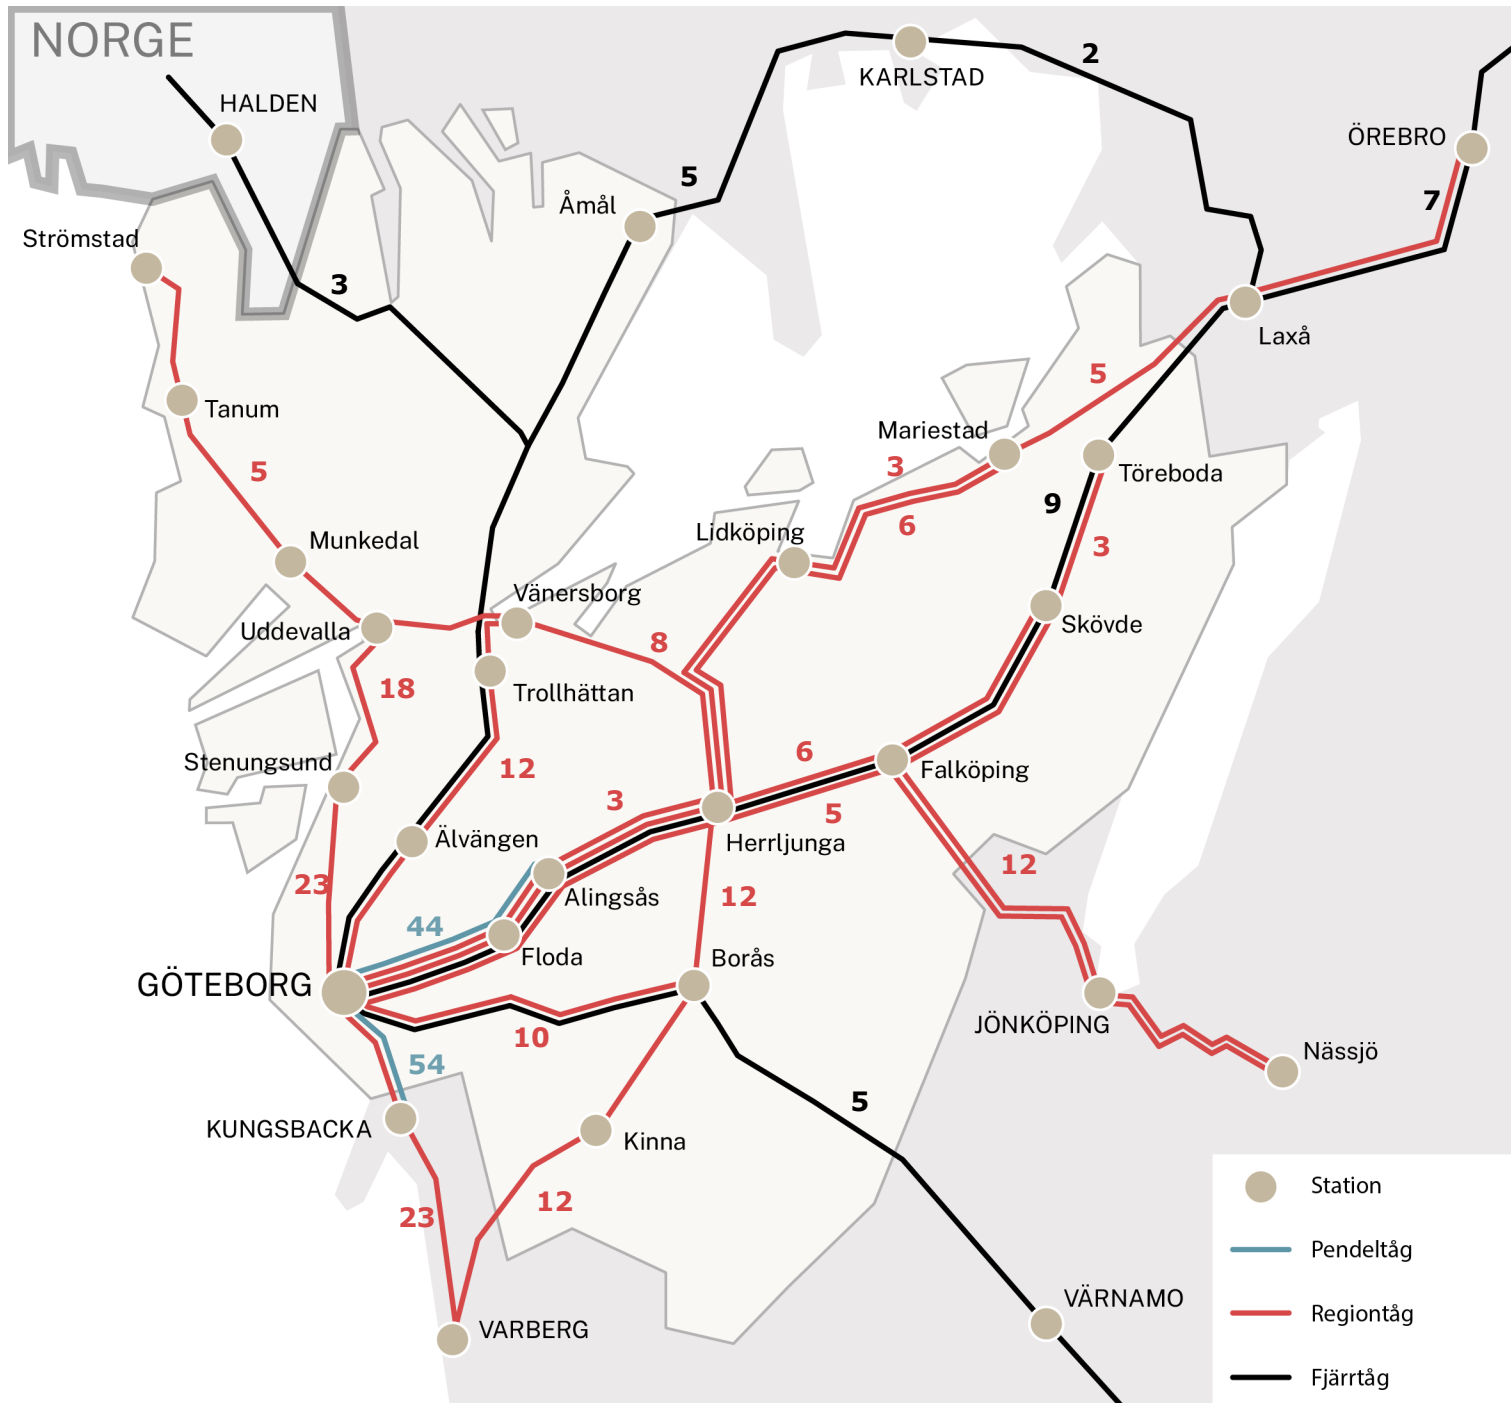 NORGE
KARLSTAD
2
HALDEN
ÖREBRO
5
Åmål
7
Strömstad
3
Laxå
5
Tanum
Mariestad
3
Töreboda
5
9
6
Lidköping
Munkedal
3
Vänersborg
Uddevalla
8
Skövde
18
Trollhättan
6
Stenungsund
12
Falköping
3
5
Älvängen
Herrljunga
12
23
Alingsås
12
44
Floda
Borås
GÖTEBORG
JÖNKÖPING
10
Nässjö
54
5
KUNGSBACKA
Kinna
Station
12
23
Pendeltåg
VÄRNAMO
Regiontåg
VARBERG
Fjärrtåg